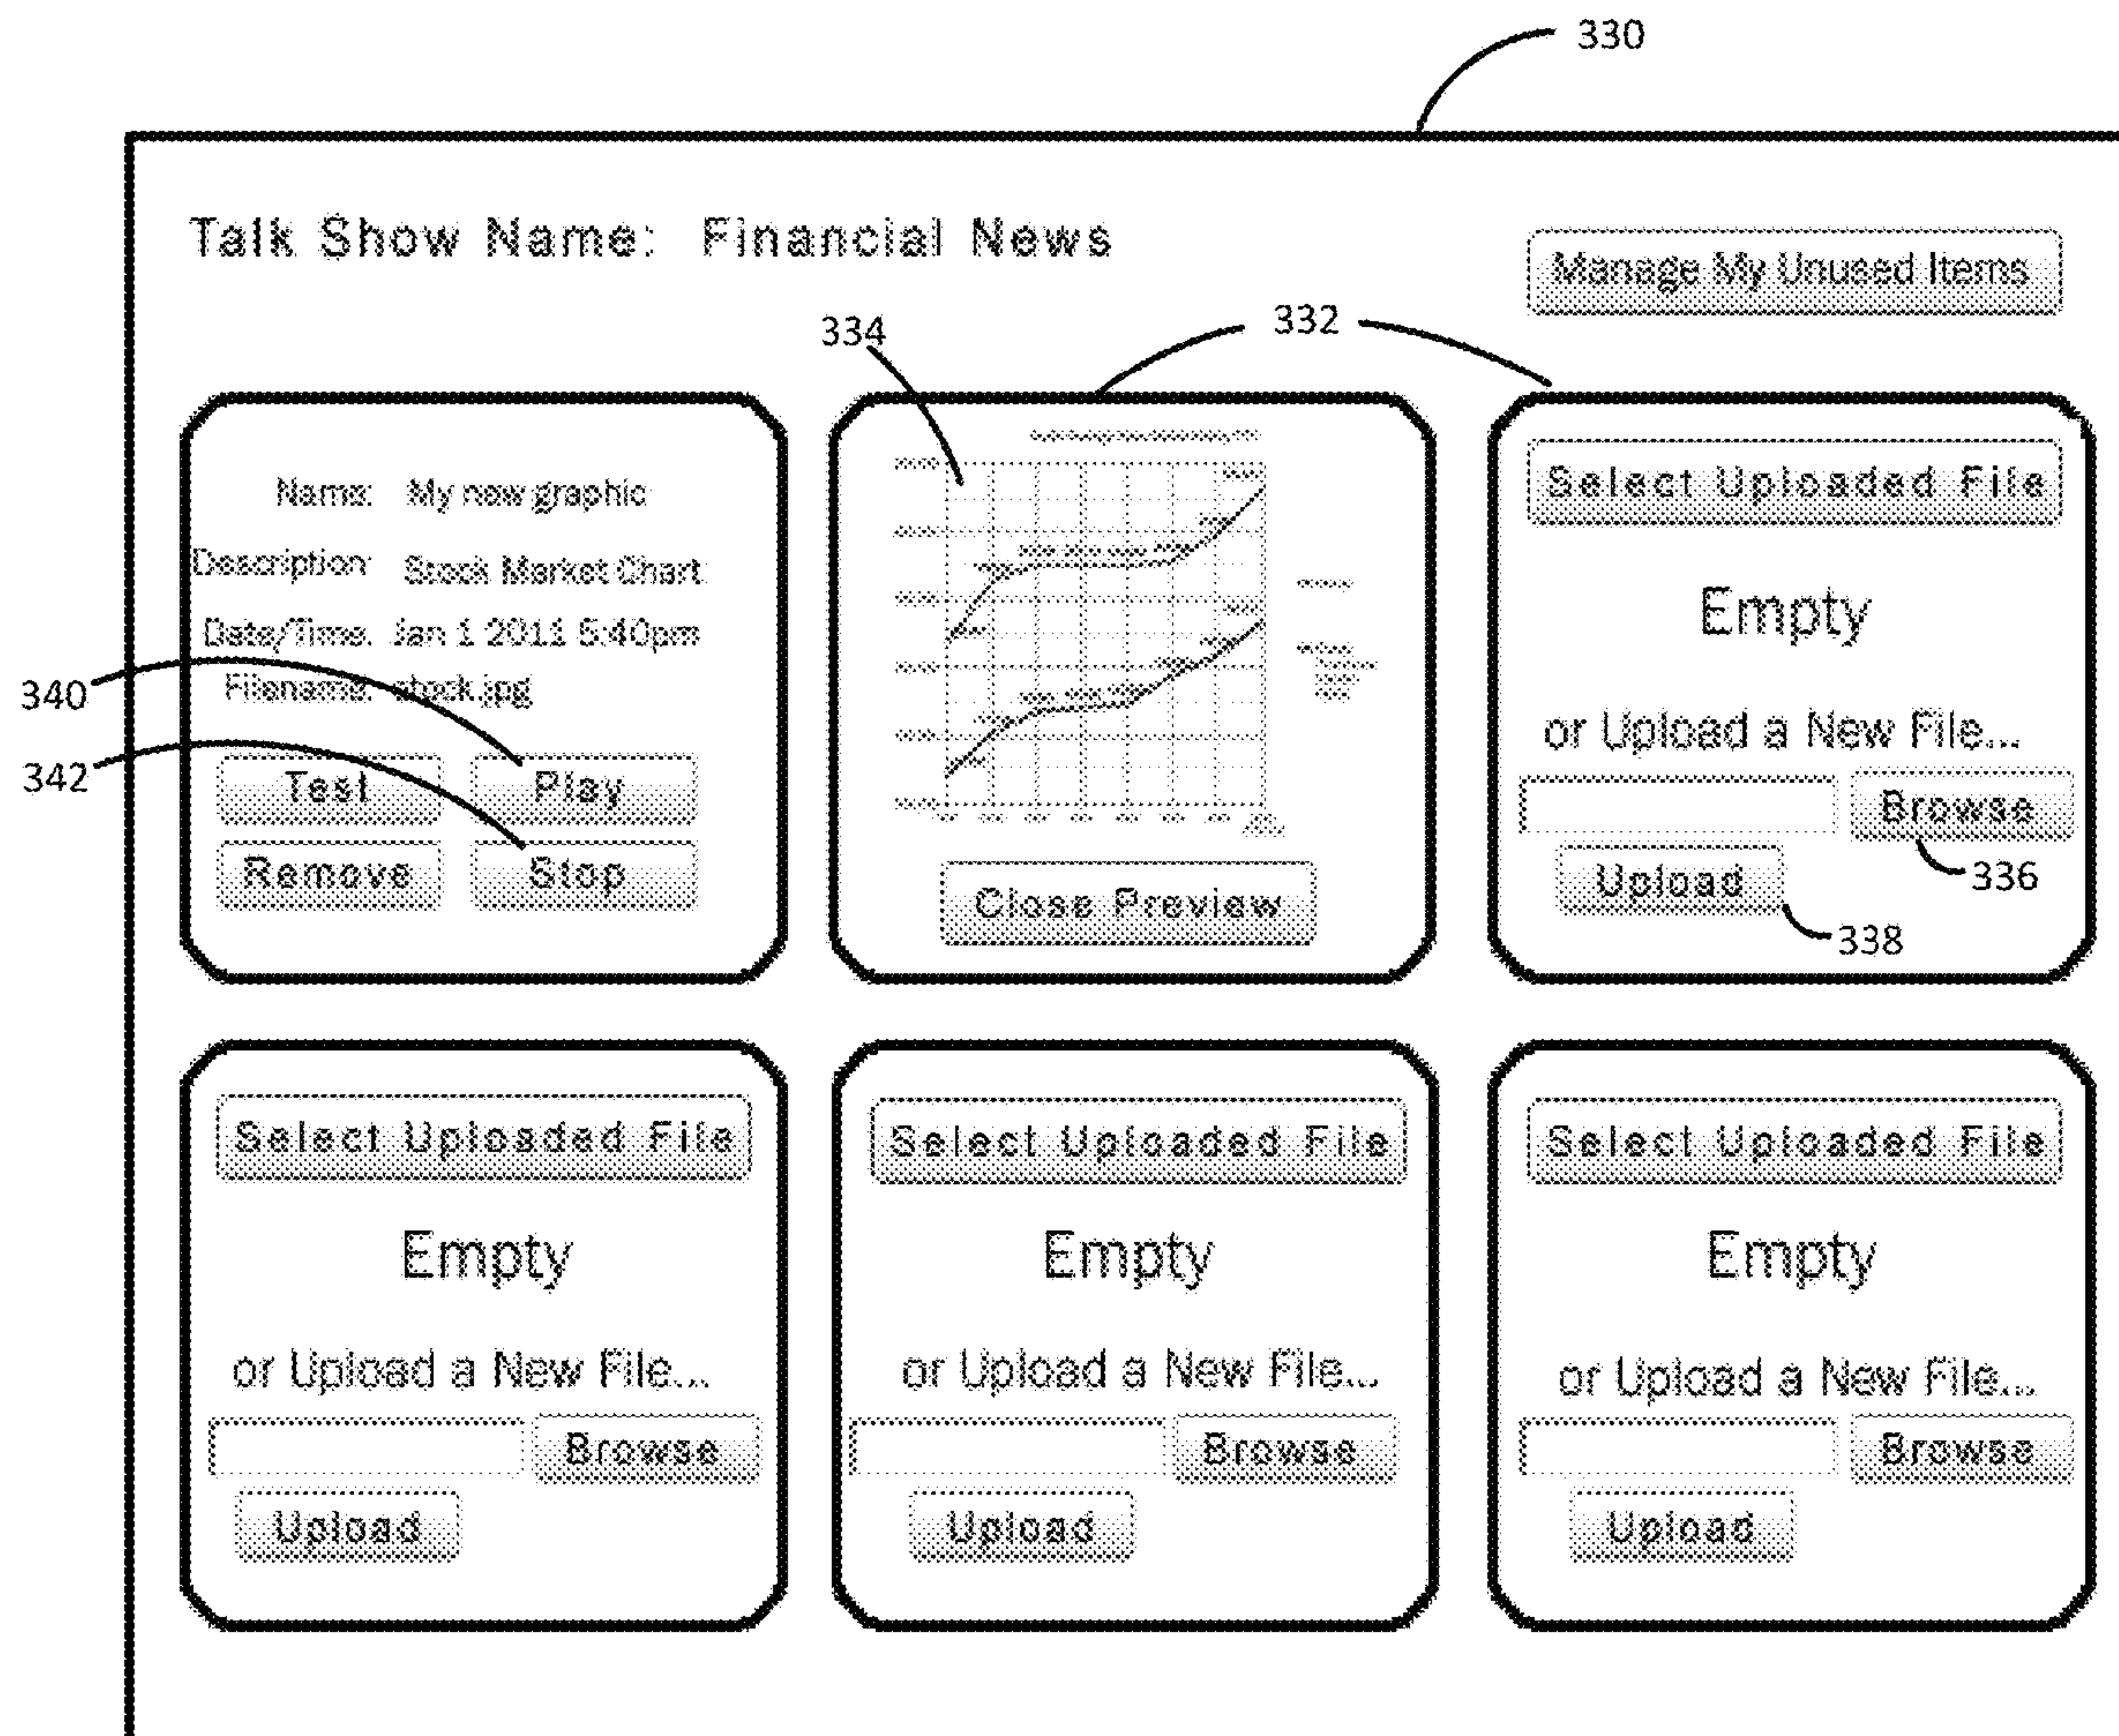 330
Talk Show Name: Financial News
Manage My Unused Items
334
332
Name: My new graphic
Description: Stock Market Chart
Date/Time: Jan 1 2011 5:40pm
Filename: stock.jpg
340
342
Test
Play
Remove
Stop
Close Preview
Select Uploaded File
Empty
or Upload a New File...
Browse
Upload
336
338
Select Uploaded File
Empty
or Upload a New File...
Browse
Upload
Select Uploaded File
Empty
or Upload a New File...
Browse
Upload
Select Uploaded File
Empty
or Upload a New File...
Browse
Upload